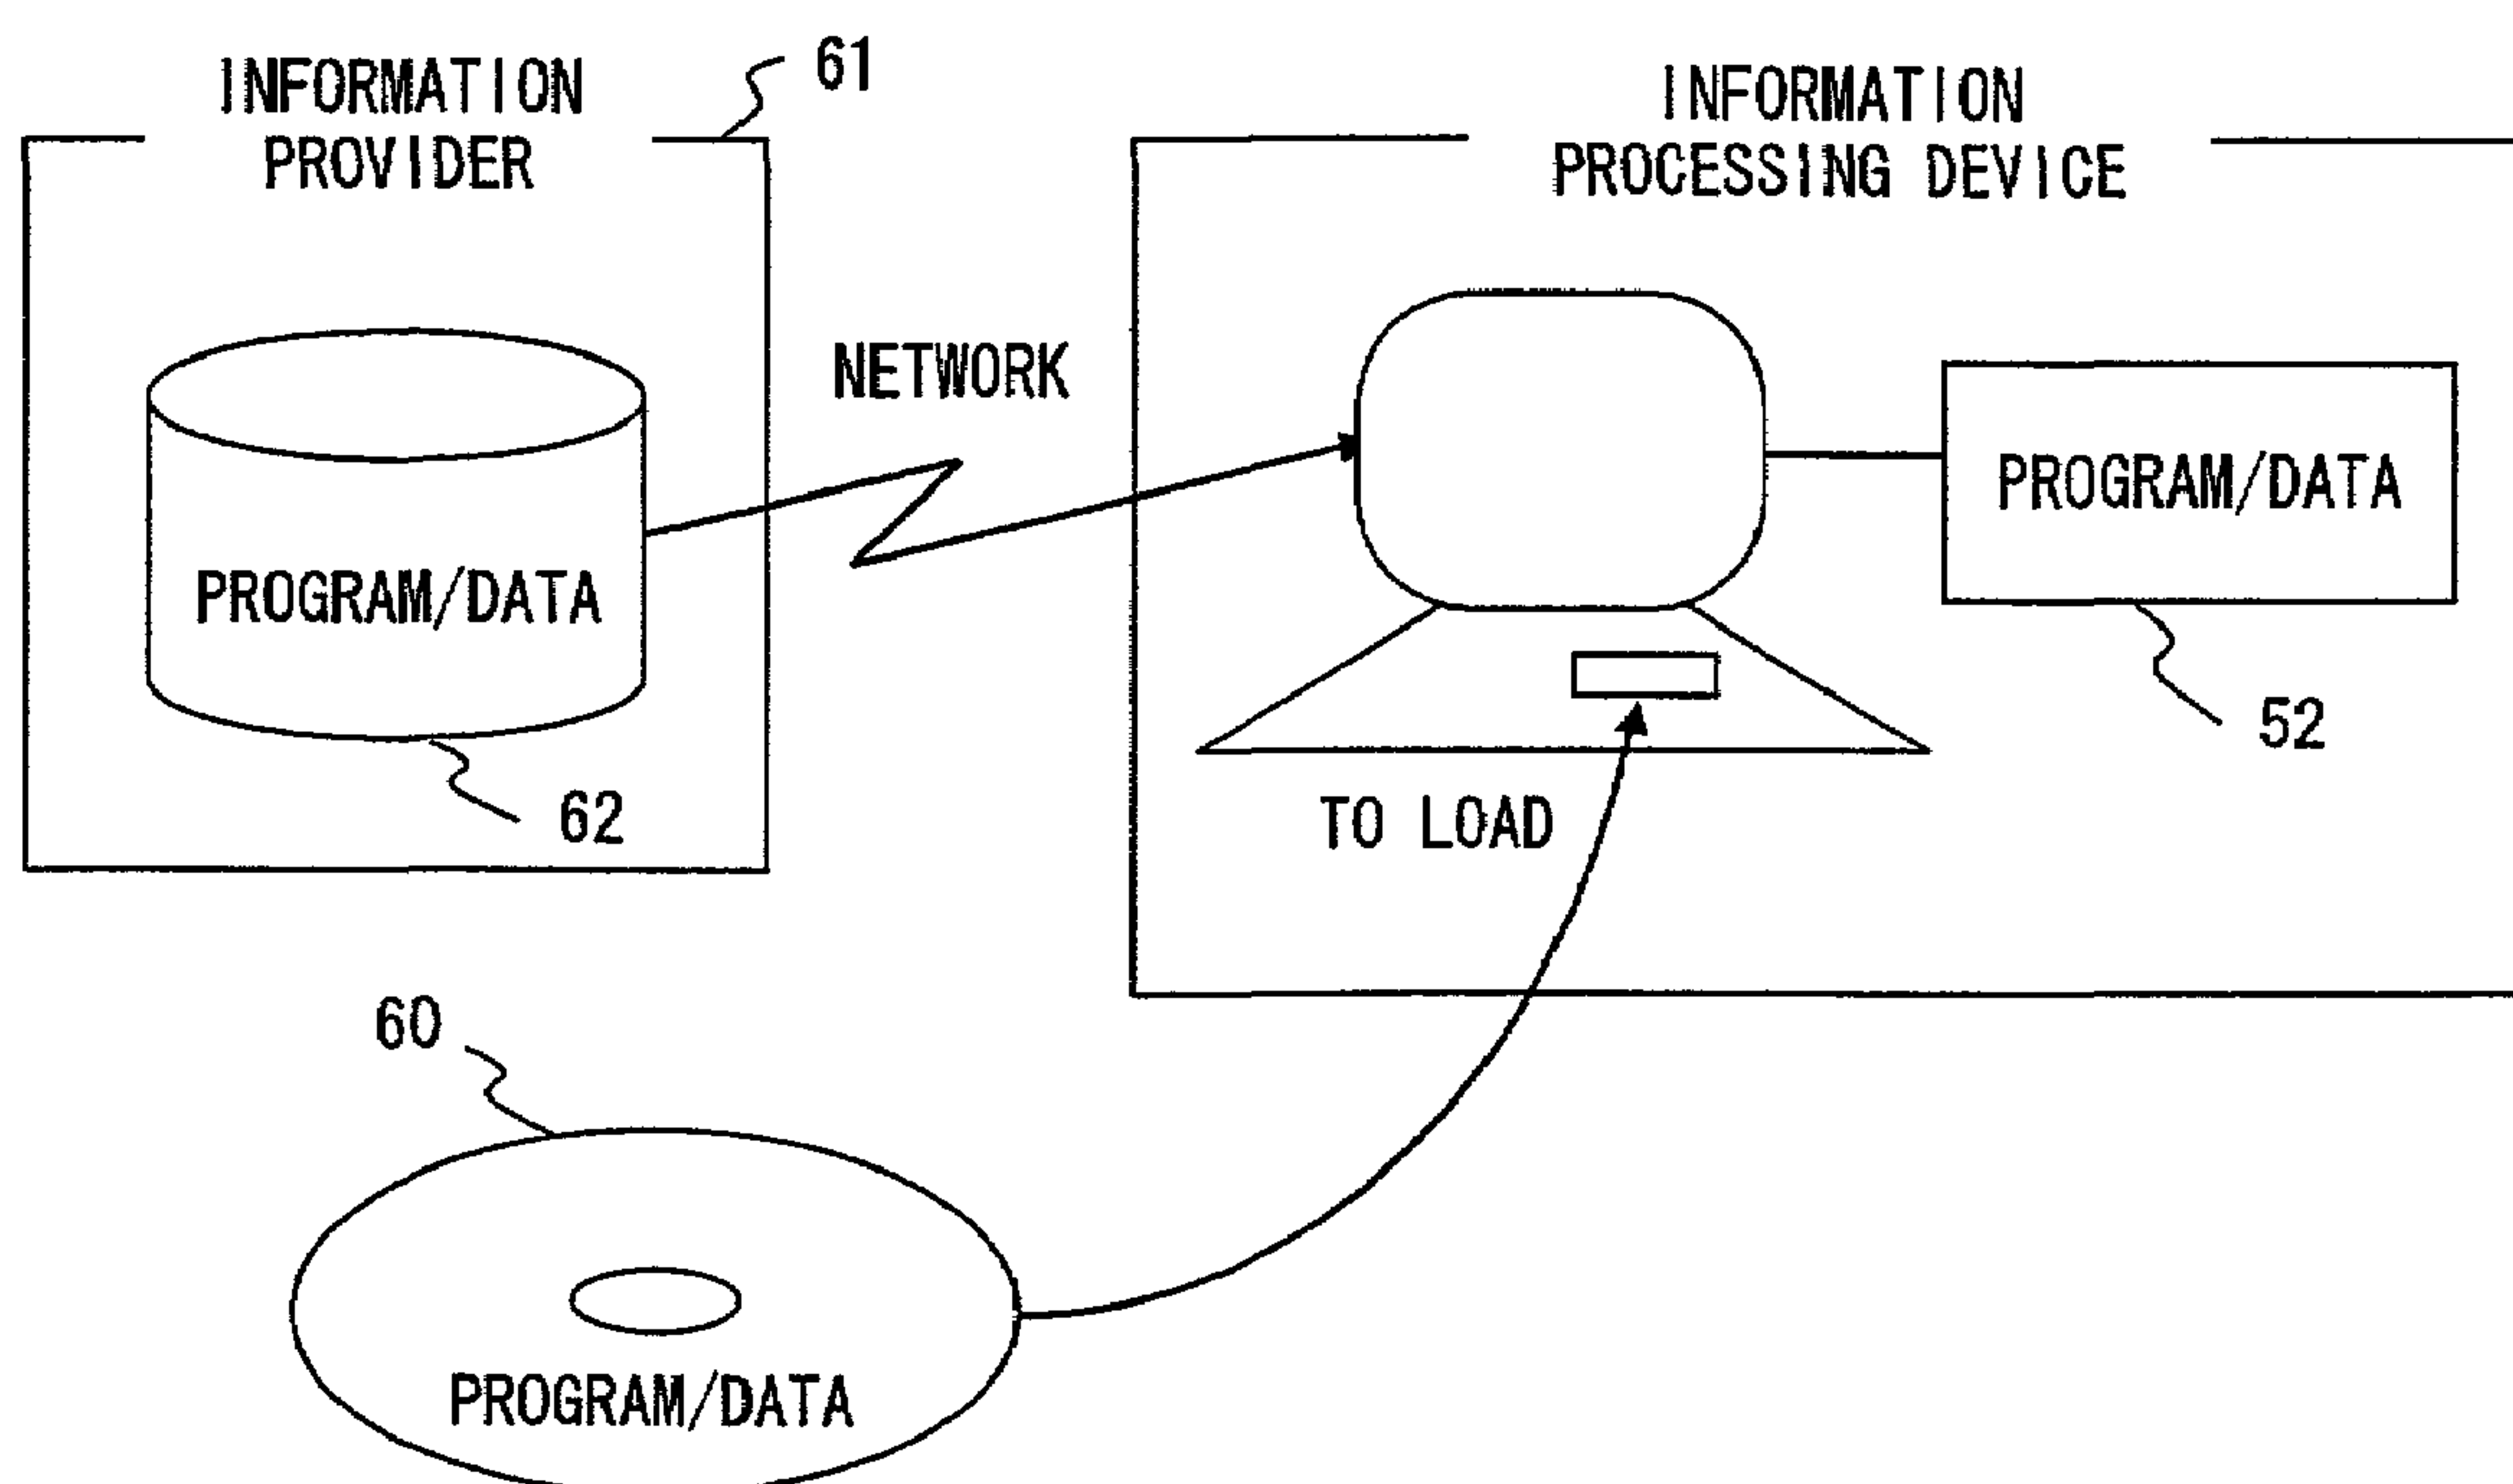 INFORMATION
PROVIDER
61
INFORMATION
PROCESSING DEVICE
NETWORK
PROGRAM/DATA
PROGRAM/DATA
52
62
TO LOAD
60
PROGRAM/DATA